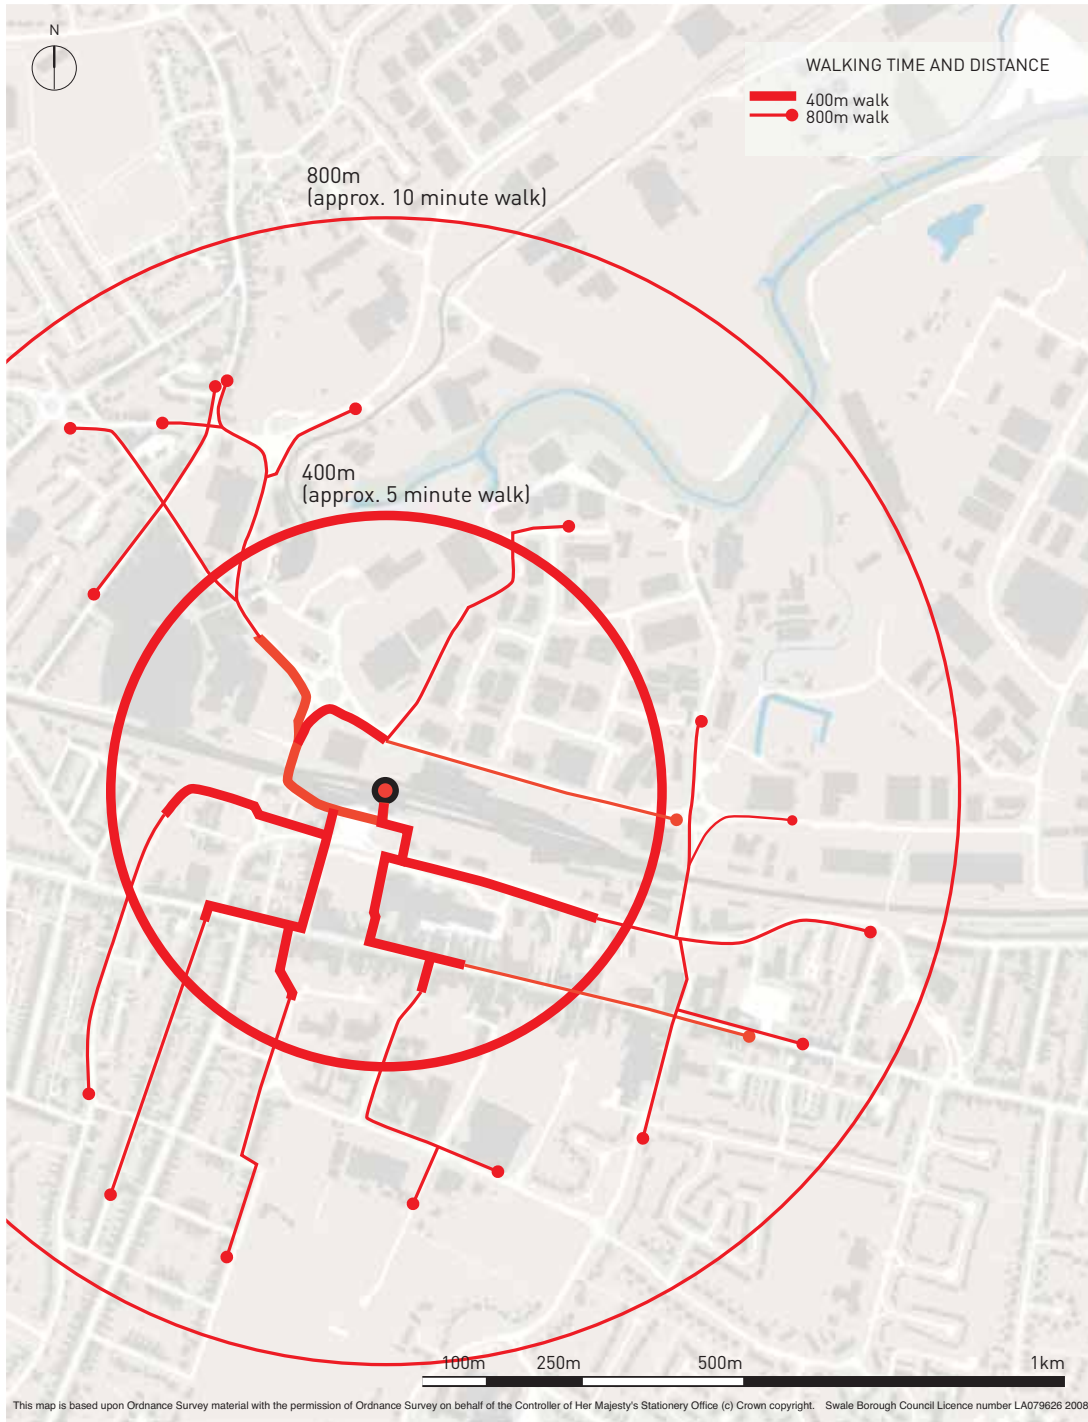 N
WALKING TIME AND DISTANCE
400m walk
800m walk
800m
(approx. 10 minute walk)
400m
(approx. 5 minute walk)
100m 250m 500m 1km
This map is based upon Ordnance Survey material with the permission of Ordnance Survey on behalf of the Controller of Her Majesty's Stationery Office (c) Crown copyright. Swale Borough Council Licence number LA079626 2008